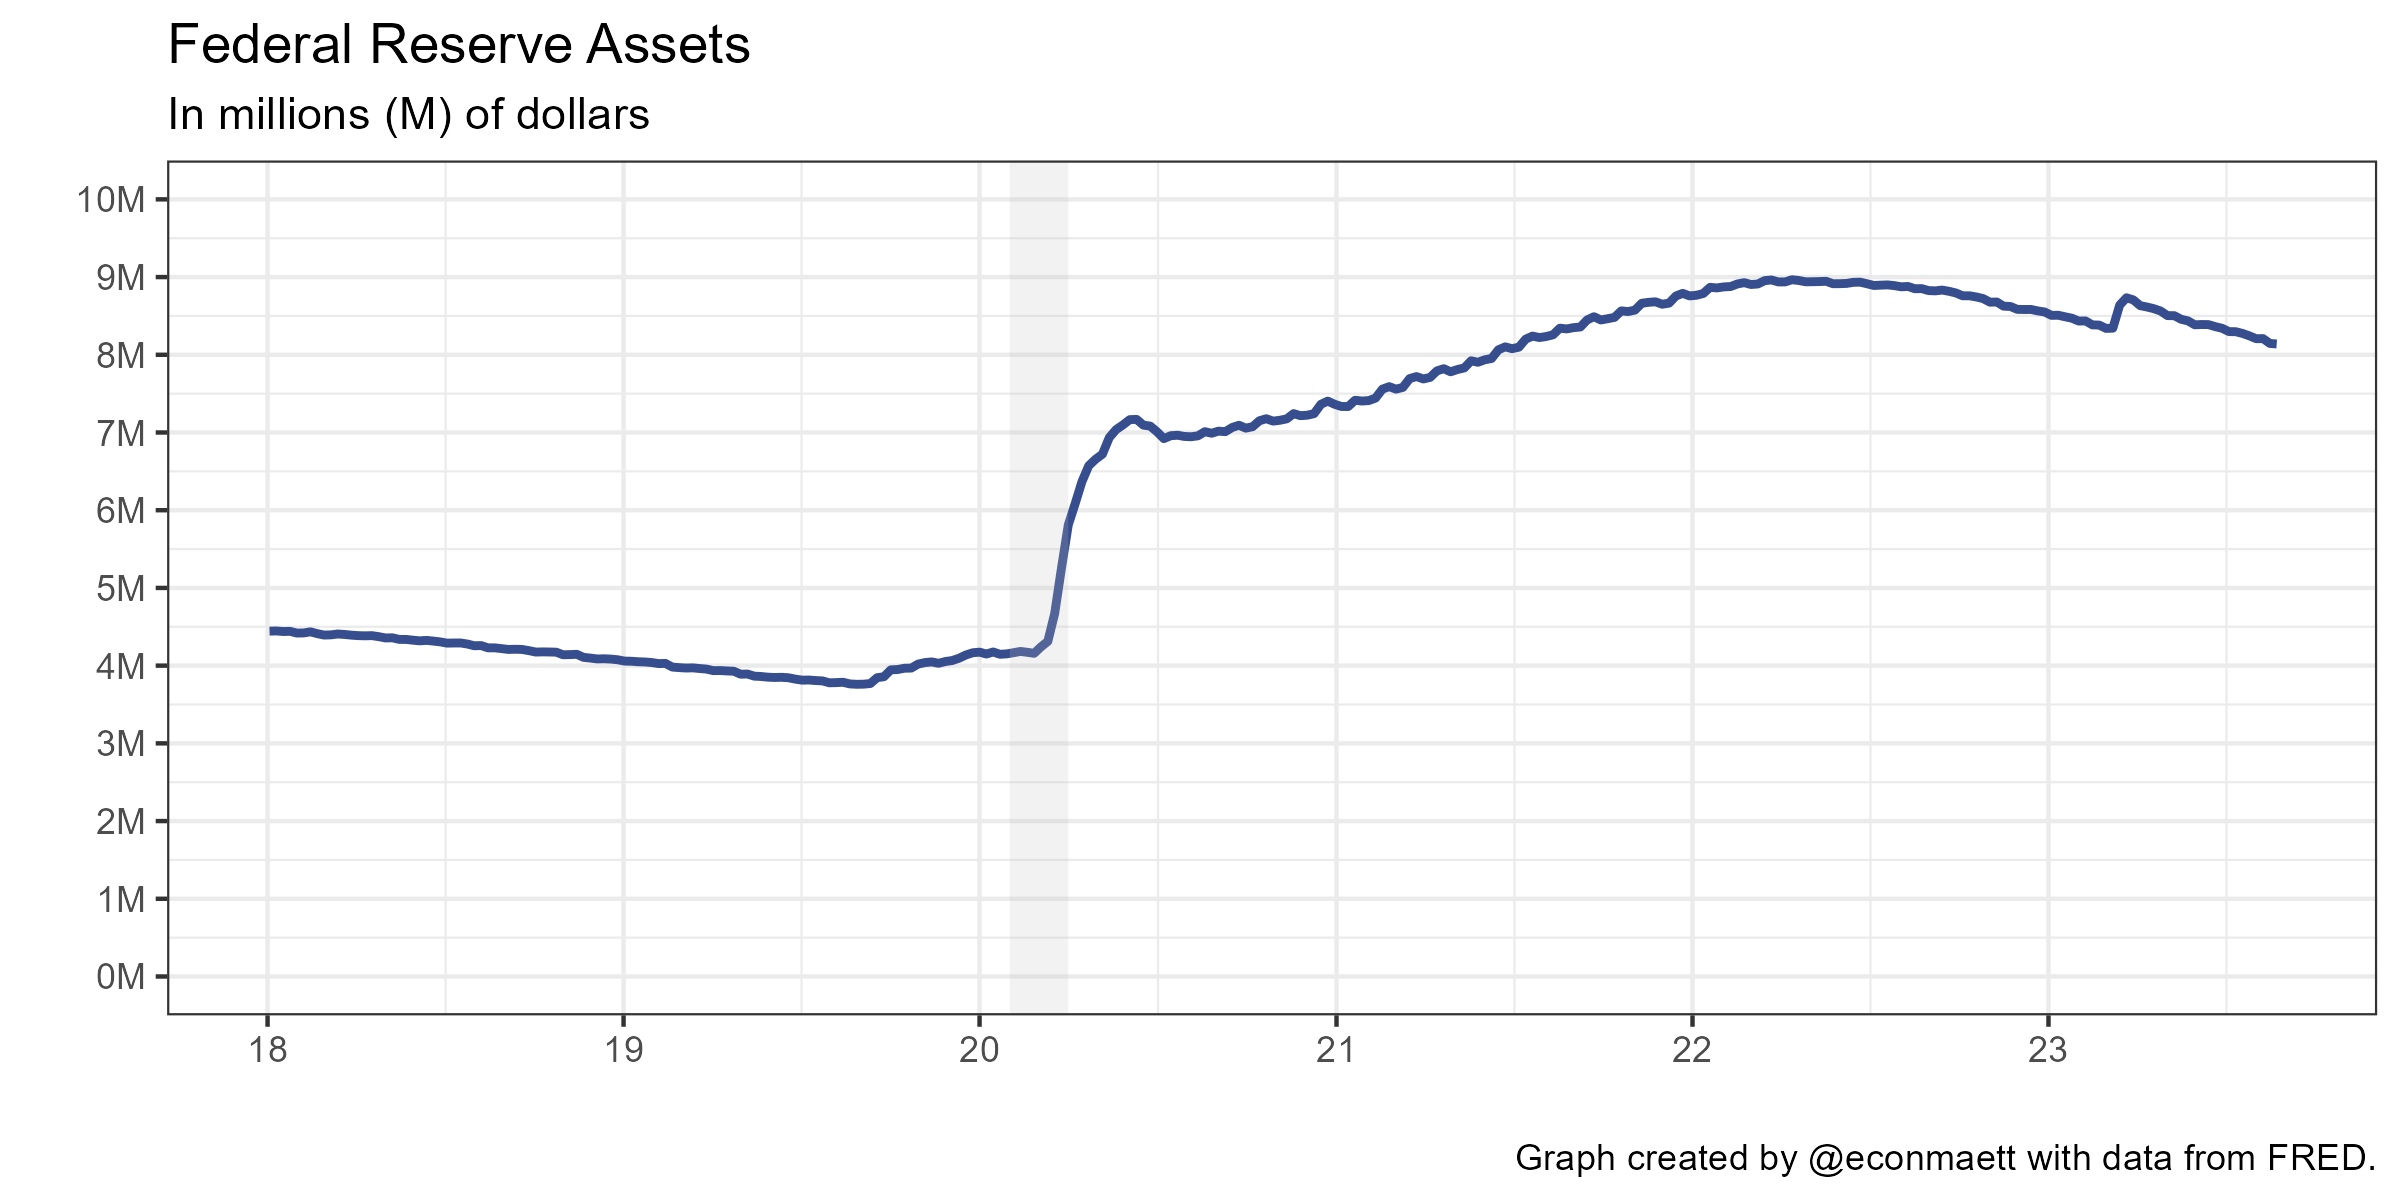 Federal Reserve Assets
In millions (M) of dollars
10M
9M
8M
7M
6M
5M
4M
3M
2M
1M
0M
18 19 20 21 22 23
Graph created by @econmaett with data from FRED.